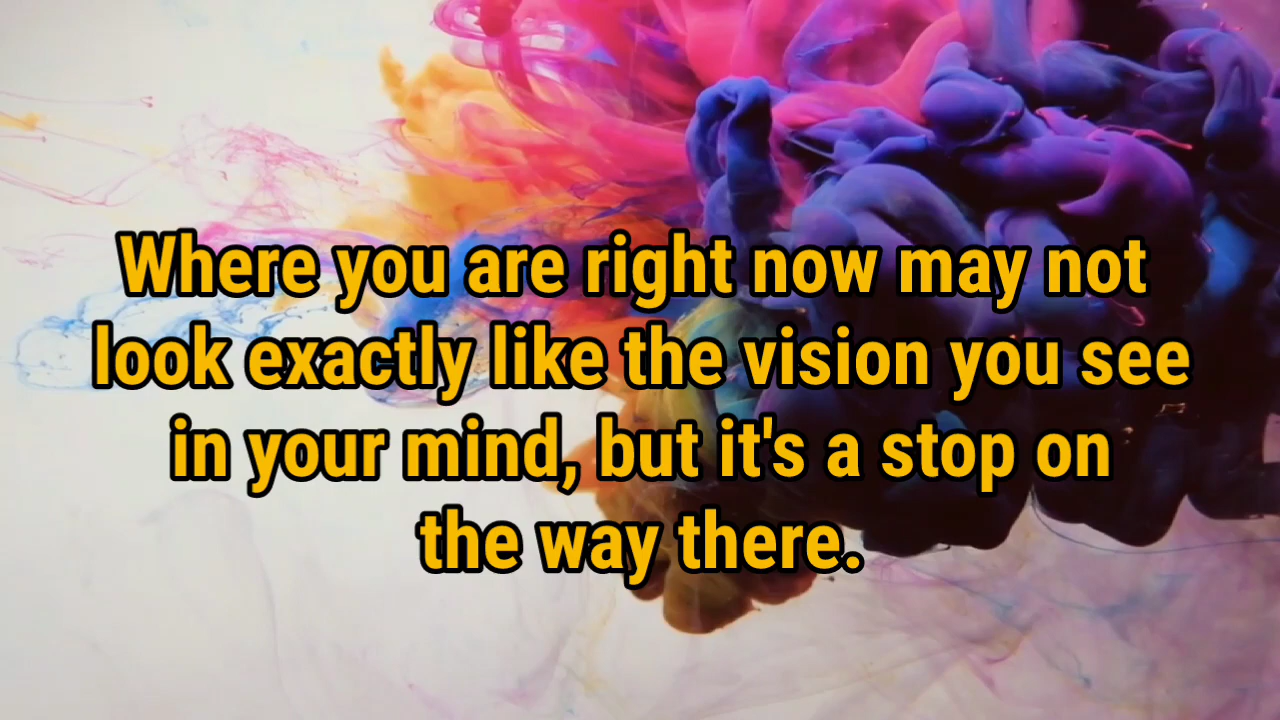 Where you are right now may not
look exactly like the vision you see
in your mind, but it's a stop on
the way there.